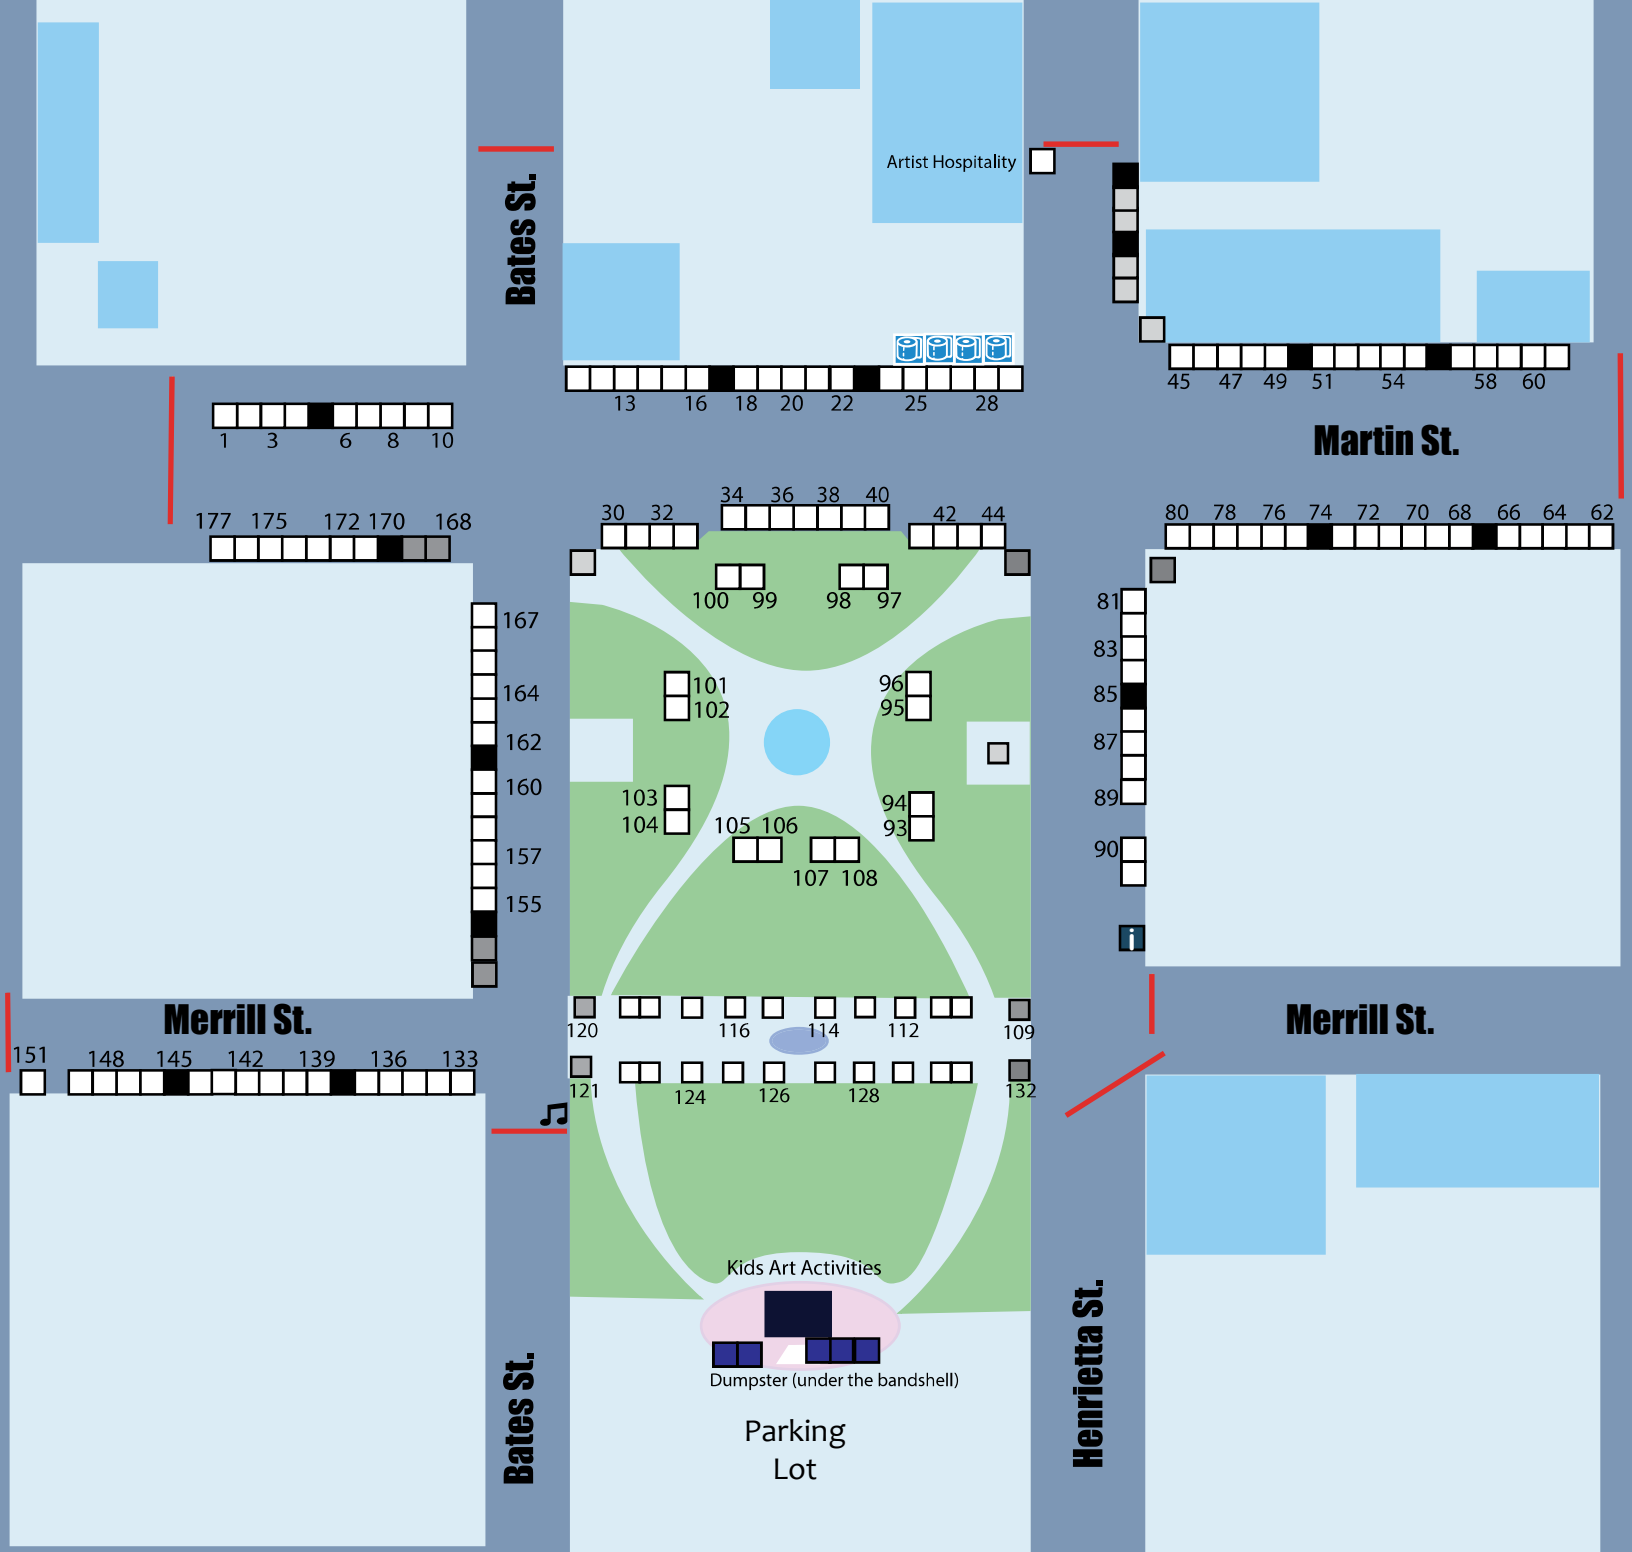 Artist Hospitality
Bates St.
13 16 18 20 22 25 28
45 47 49 51 54 58 60
1 3 6 8 10
Martin St.
177 175 172 170 168
30 32 34 36 38 40 42 44
80 78 76 74 72 70 68 66 64 62
100 99 98 97
167
164
162
160
157
155
101
102
96
95
103
104
105 106
94
93
107 108
81
83
85
87
89
90
i
Merrill St.
120 116 114 112 109
Merrill St.
151 148 145 142 139 136 133
121 124 126 128 132
Kids Art Activities
Dumpster (under the bandshell)
Parking
Lot
Bates St.
Henrietta St.